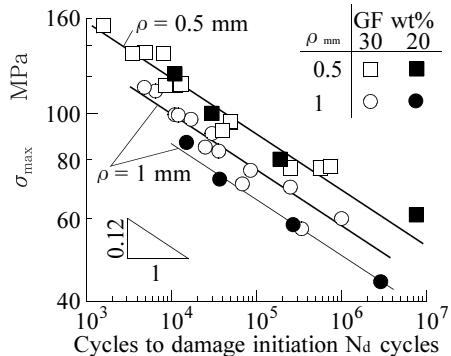 160
ρ = 0.5 mm
GF wt%
ρ mm 30 20
0.5
1
MPa
100
80
σmax
ρ = 1 mm
60
0.12
1
40
10³ 10⁴ 10⁵ 10⁶ 10⁷
Cycles to damage initiation Nd cycles